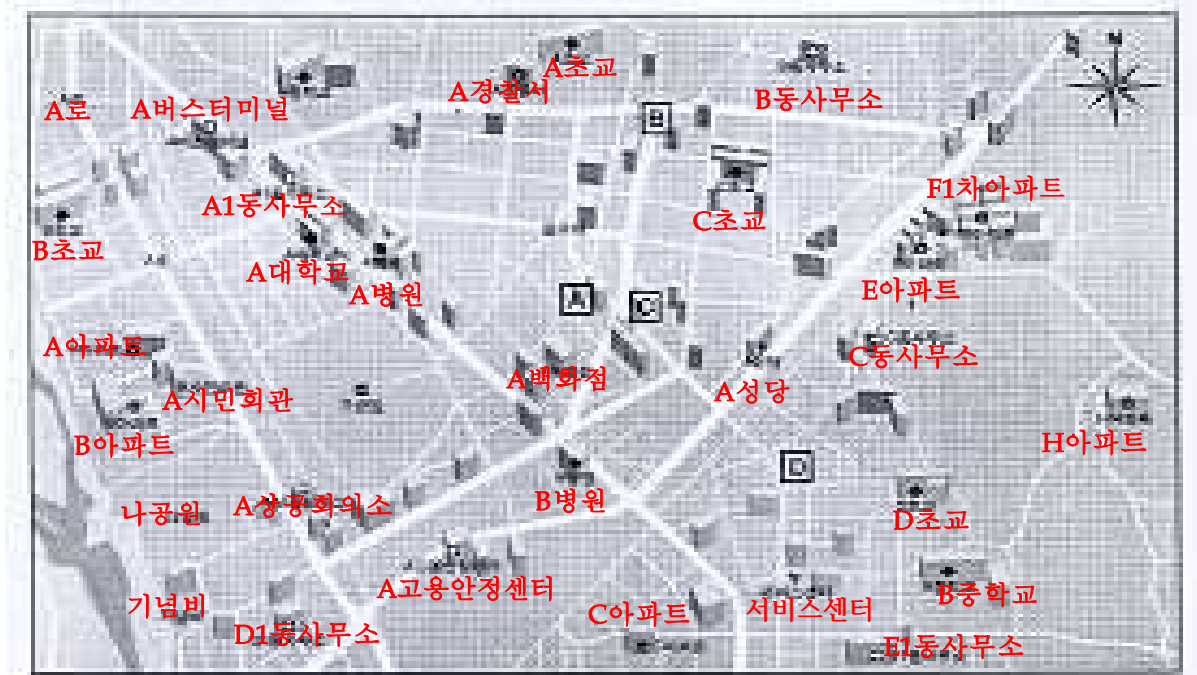 N
A초교
A경찰서
B동사무소
A로
A버스터미널
B
F1차아파트
A1동사무소
C초교
B초교
A대학교
A병원
E아파트
A
C
A아파트
C동사무소
A백화점
A성당
A시민회관
B아파트
H아파트
D
B병원
A상공회의소
나공원
D초교
A고용안정센터
B중학교
기념비
C아파트
서비스센터
D1동사무소
E1동사무소